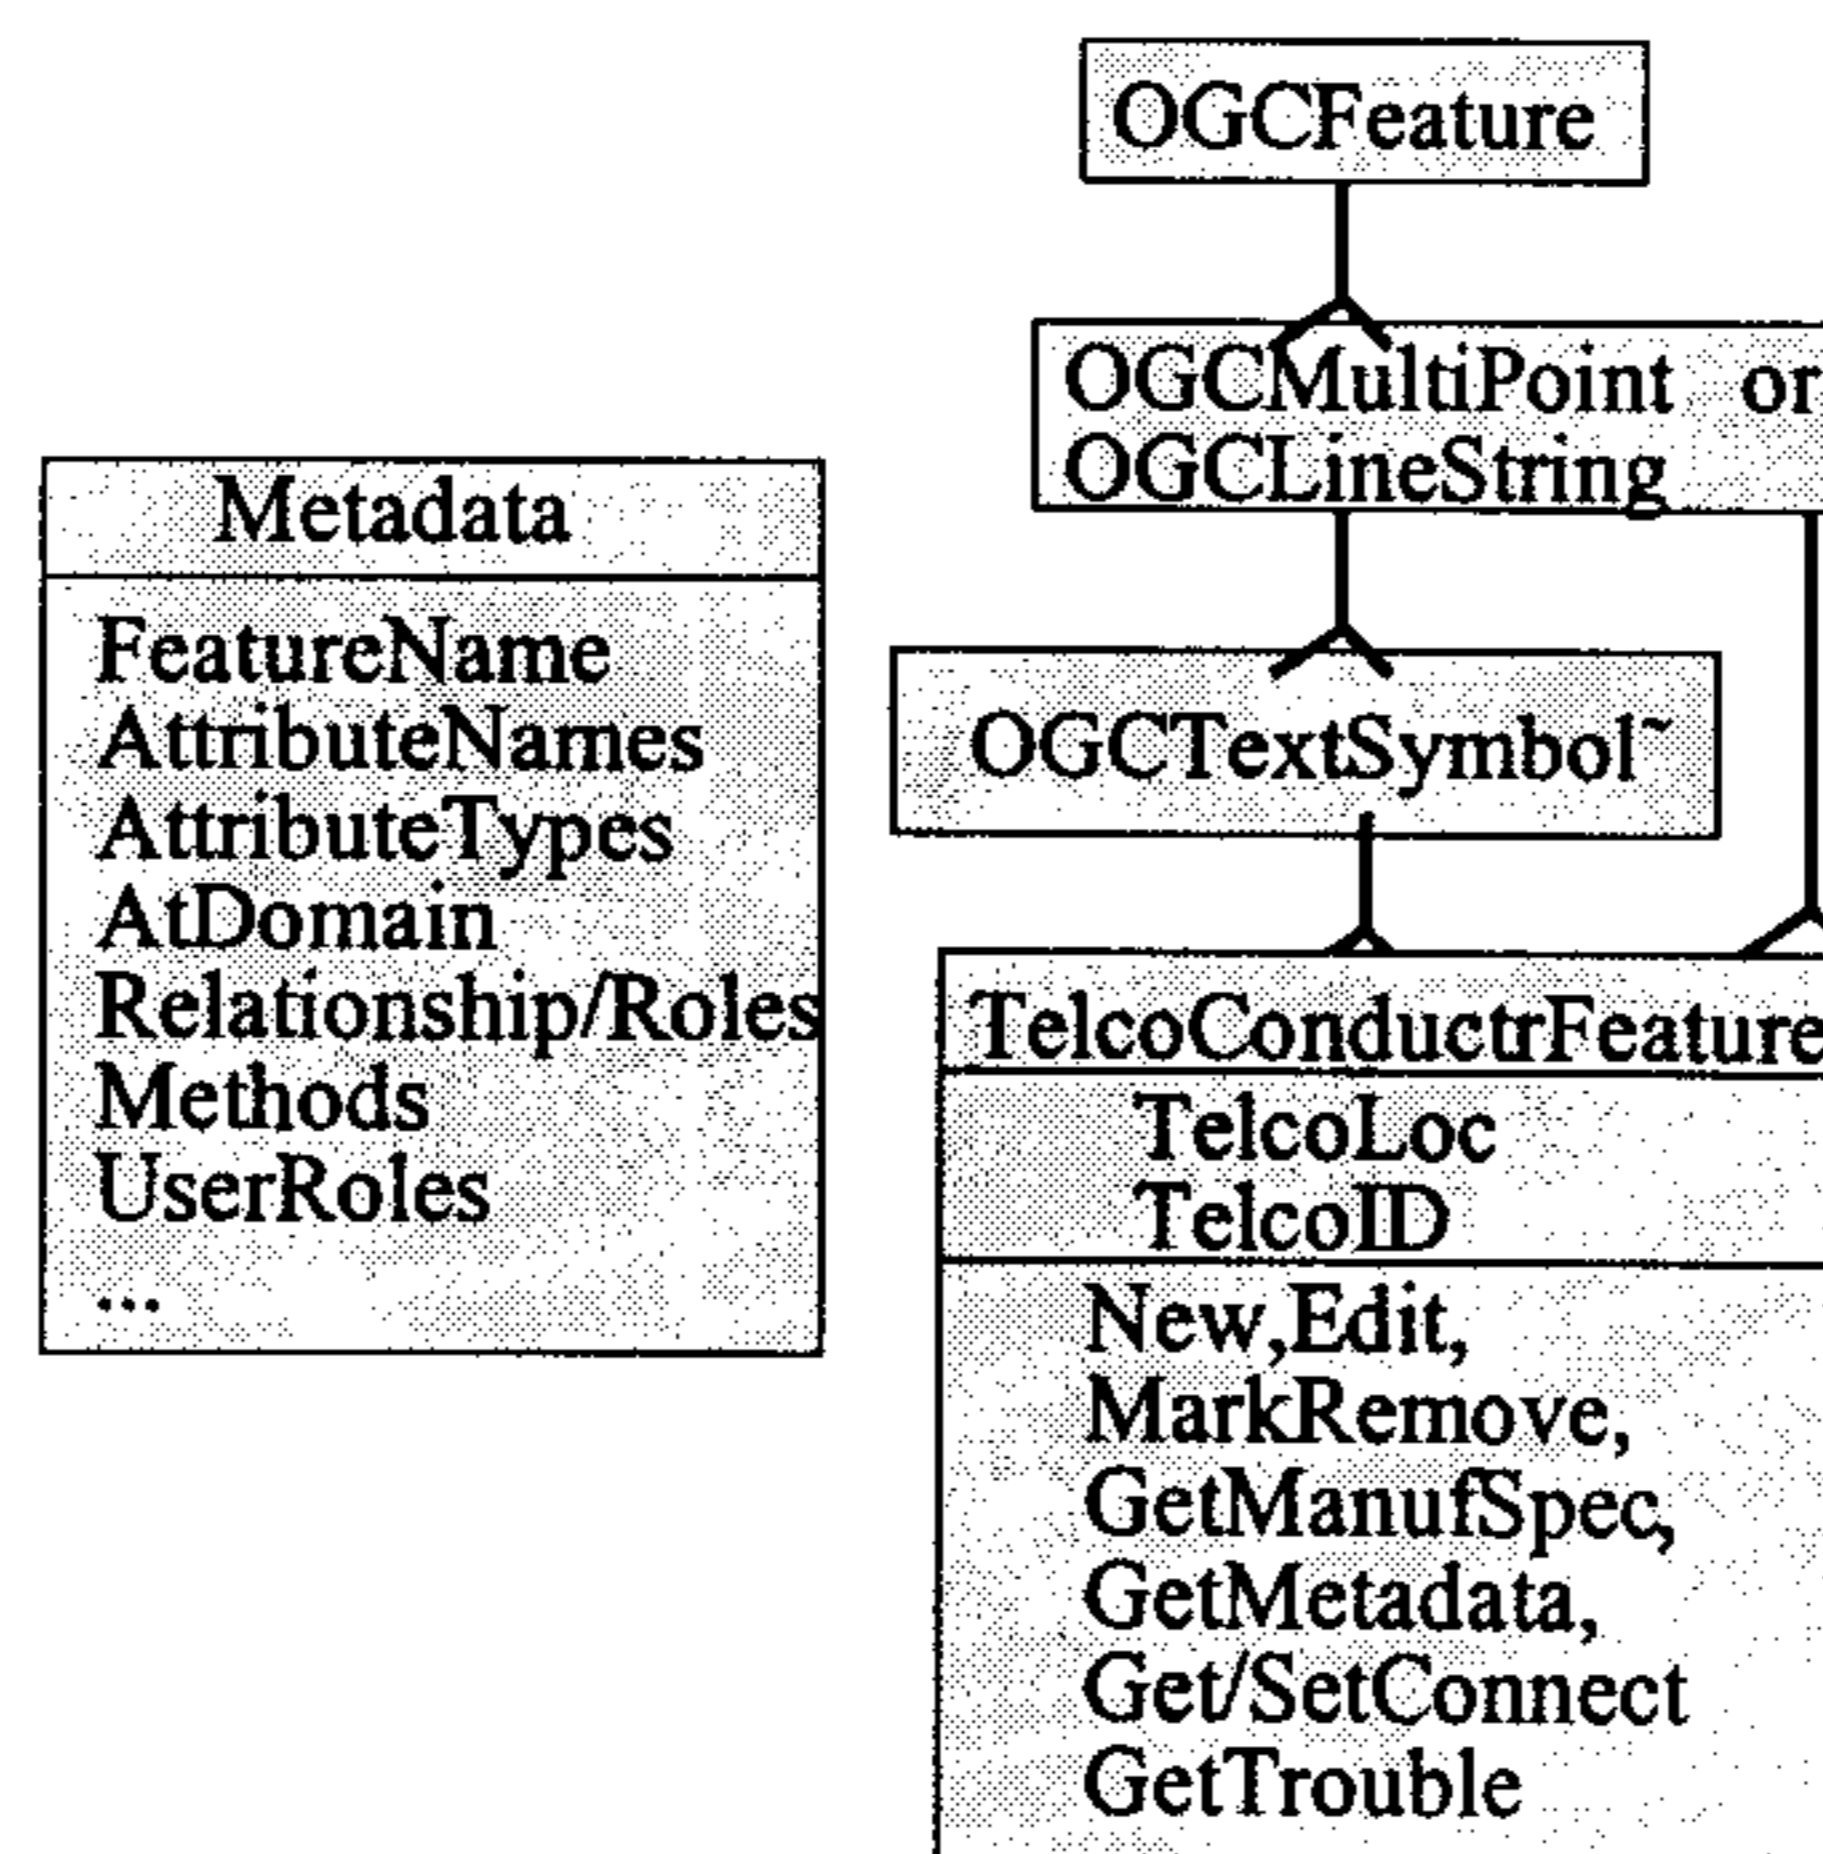 OGCFeature
OGCMultiPoint or
OGCLineString
Metadata
FeatureName
AttributeNames
AttributeTypes
AtDomain
Relationship/Roles
Methods
UserRoles
...
OGCTextSymbol~
TelcoConductrFeature
TelcoLoc
TelcoID
New,Edit,
MarkRemove,
GetManufSpec,
GetMetadata,
Get/SetConnect
GetTrouble